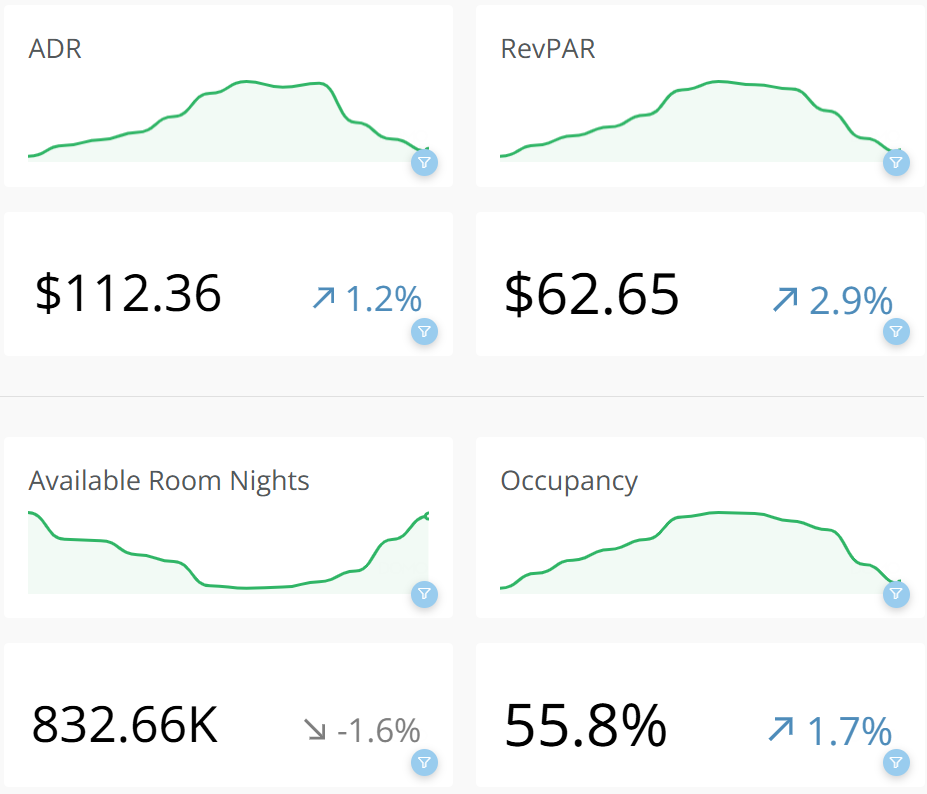 ADR
RevPAR
$112.36
1.2%
$62.65
2.9%
Available Room Nights
Occupancy
832.66K
-1.6%
55.8%
1.7%